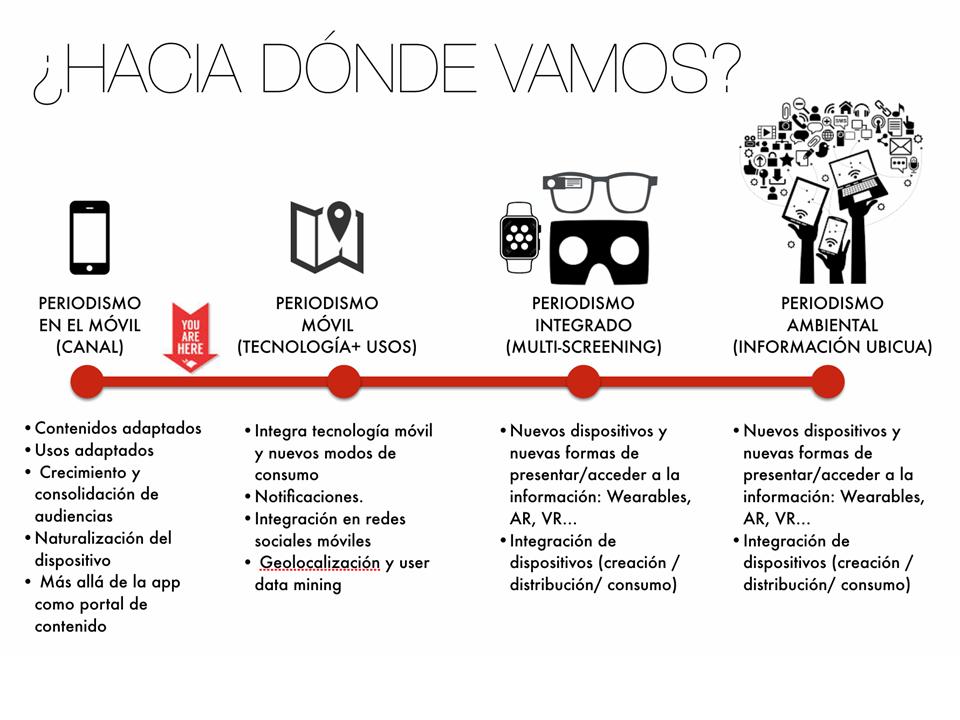 ¿HACIA DÓNDE VAMOS?
SMS
PERIODISMO
EN EL MÓVIL
(CANAL)
YOU
ARE
HERE
PERIODISMO
MÓVIL
(TECNOLOGÍA+ USOS)
PERIODISMO
INTEGRADO
(MULTI-SCREENING)
PERIODISMO
AMBIENTAL
(INFORMACIÓN UBICUA)
•Contenidos adaptados
•Usos adaptados
• Crecimiento y
consolidación de
audiencias
•Naturalización del
dispositivo
• Más allá de la app
como portal de
contenido
•Integra tecnología móvil
y nuevos modos de
consumo
•Notificaciones.
•Integración en redes
sociales móviles
• Geolocalización y user
data mining
•Nuevos dispositivos y
nuevas formas de
presentar/acceder a la
información: Wearables,
AR, VR...
•Integración de
dispositivos (creación /
distribución/ consumo)
•Nuevos dispositivos y
nuevas formas de
presentar/acceder a la
información: Wearables,
AR, VR...
•Integración de
dispositivos (creación /
distribución/ consumo)